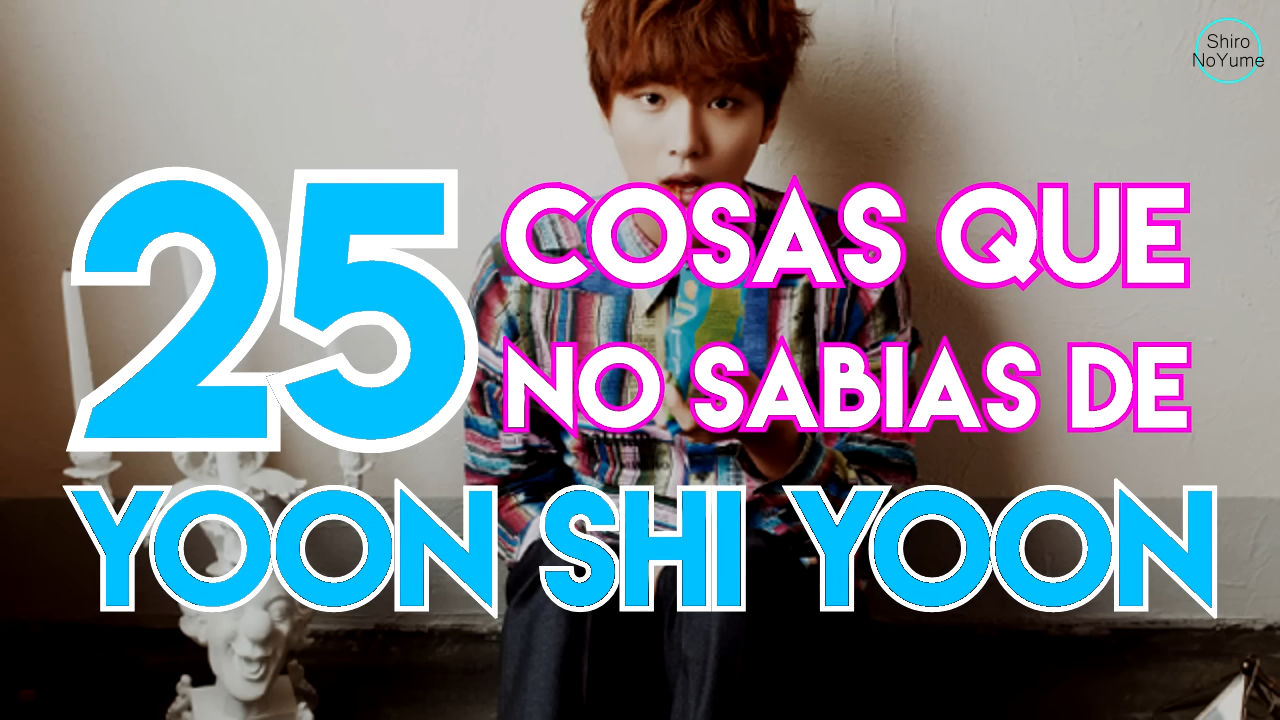 Shiro
NoYume
25 COSAS QUE
NO SABIAS DE
YOON SHI YOON